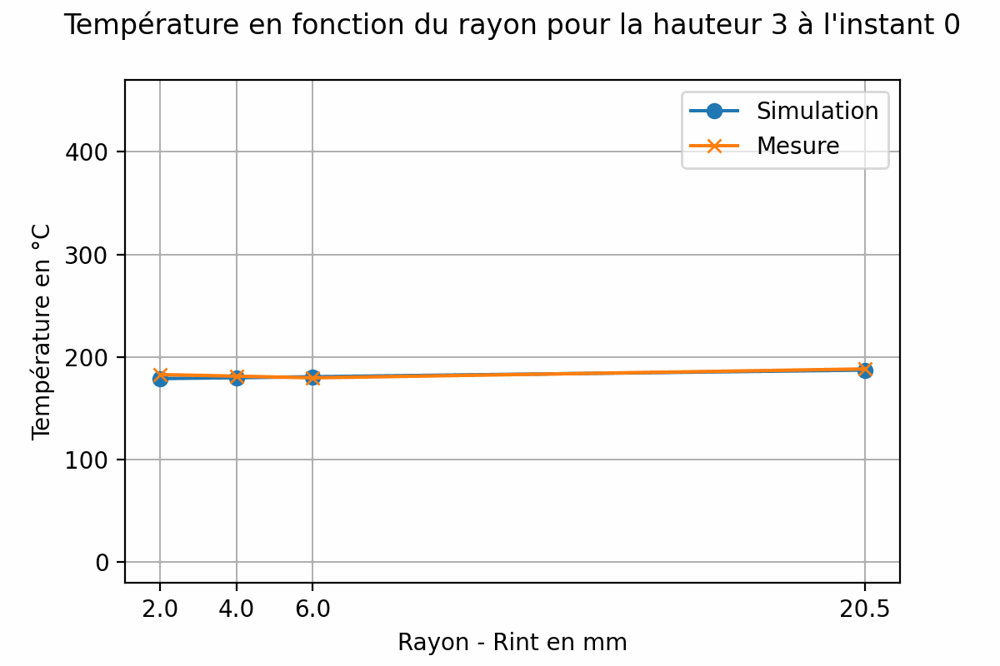 Température en fonction du rayon pour la hauteur 3 à l'instant 0
Simulation
Mesure
400
300
200
100
0
Température en °C
2.0
4.0
6.0
20.5
Rayon - Rint en mm